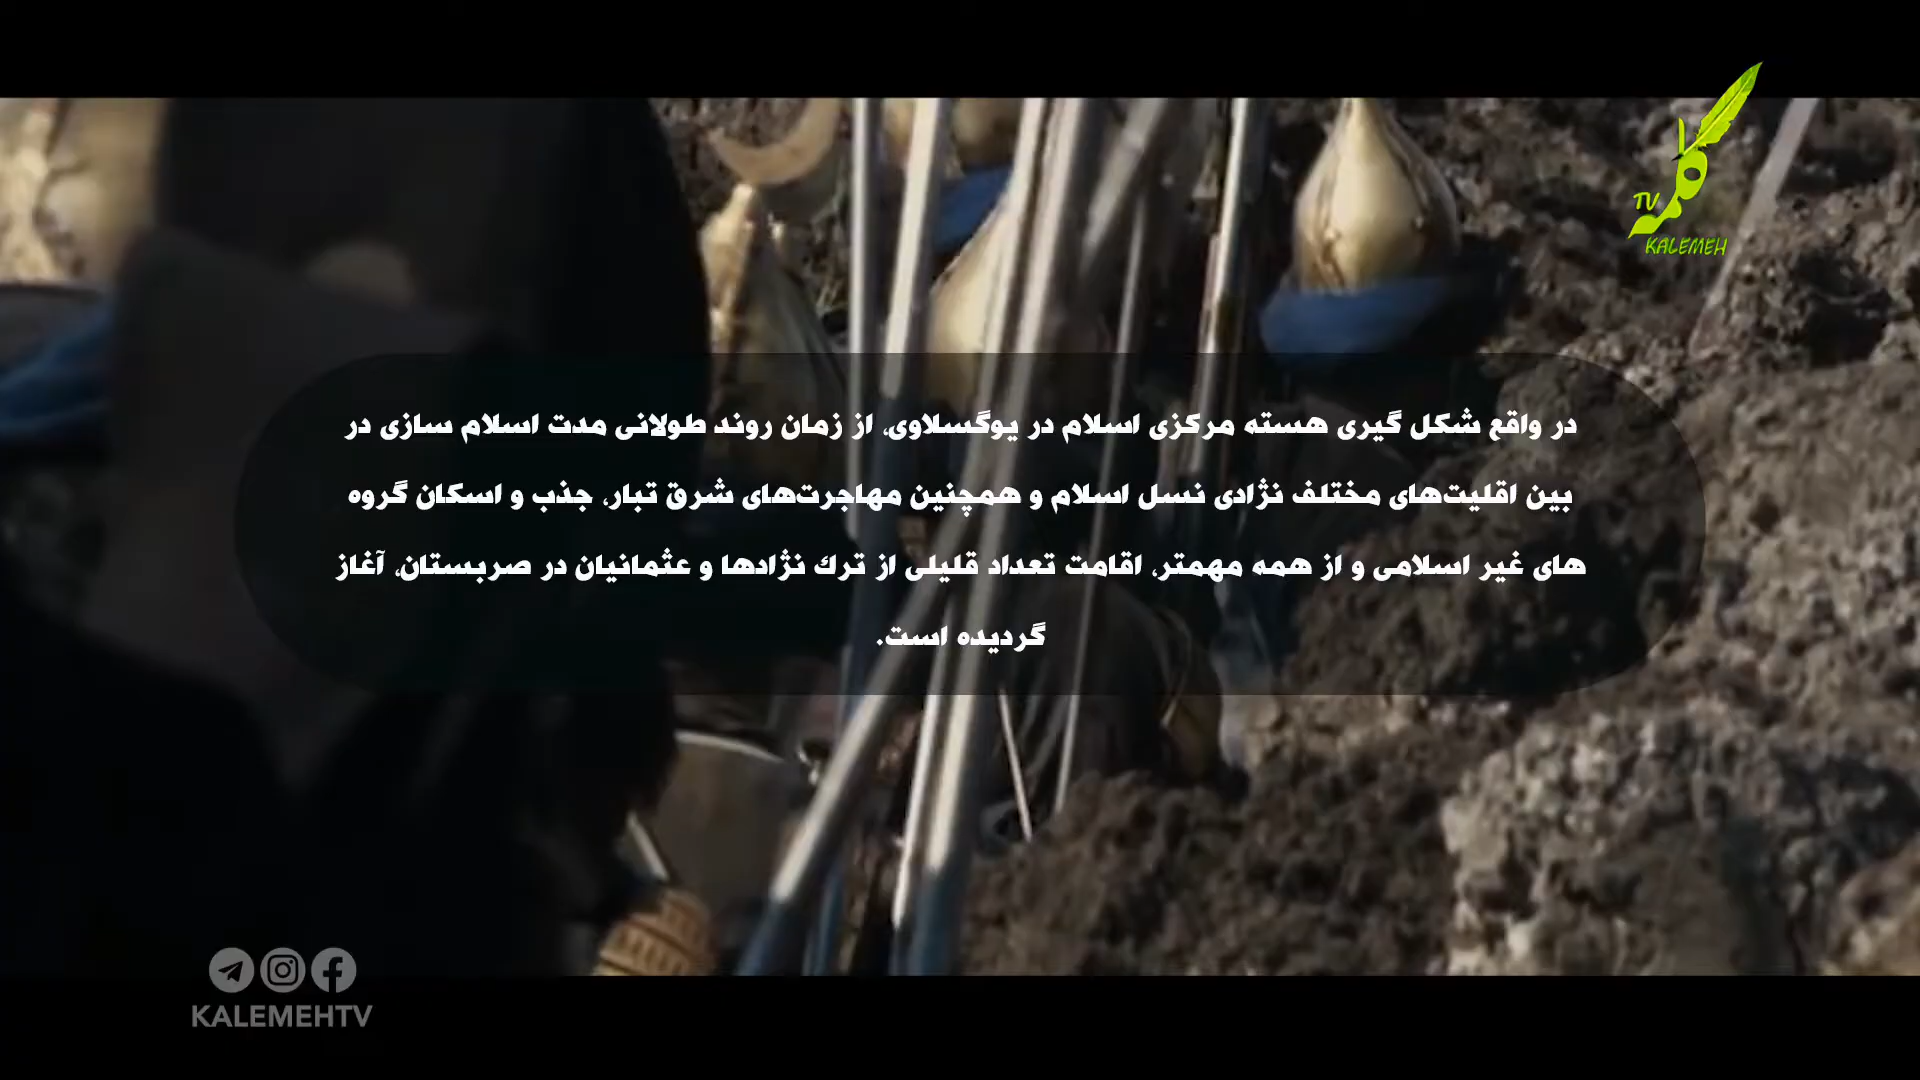 TV
کلمه
KALEMEH
در واقع شکل گیری هسته مرکزی اسلام در یوگسلاوی، از زمان روند طولانی مدت اسلام سازی در
بین اقلیت‌های مختلف نژادی نسل اسلام و همچنین مهاجرت‌های شرق تبار، جذب و اسکان گروه
های غیر اسلامی و از همه مهمتر، اقامت تعداد قلیلی از ترك نژادها و عثمانیان در صربستان، آغاز
گردیده است.
KALEMEHTV